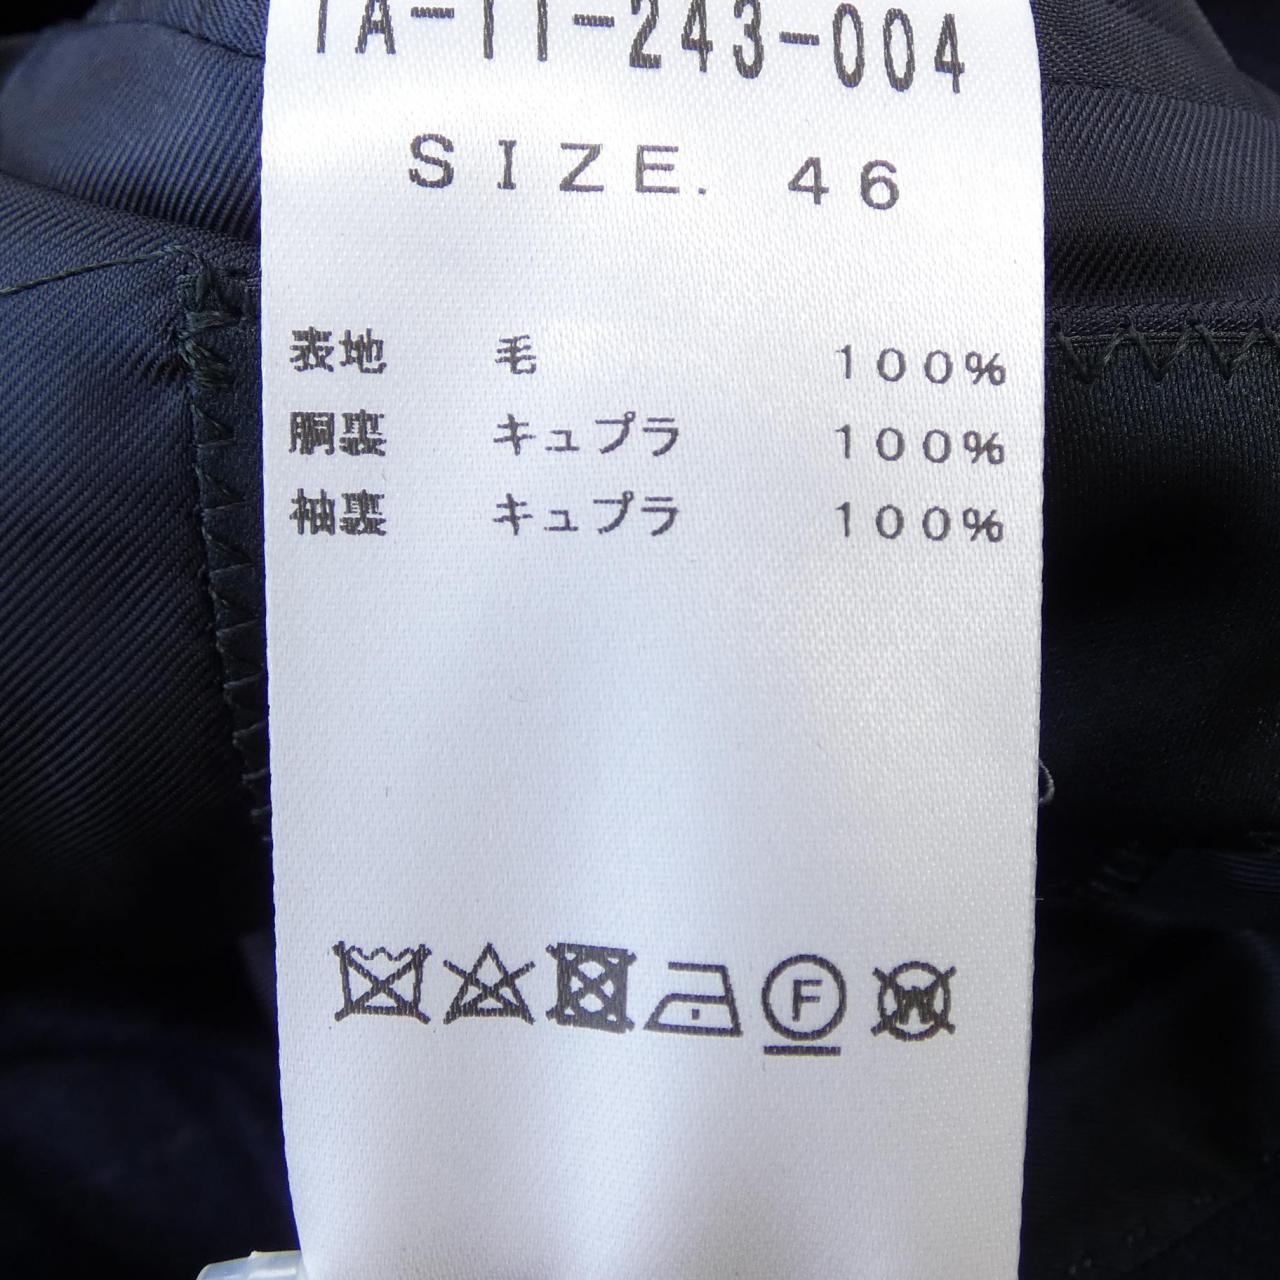 1A-11-243-004
SIZE. 46
表地 毛 100%
胴裏 キュプラ 100%
袖裏 キュプラ 100%
F W